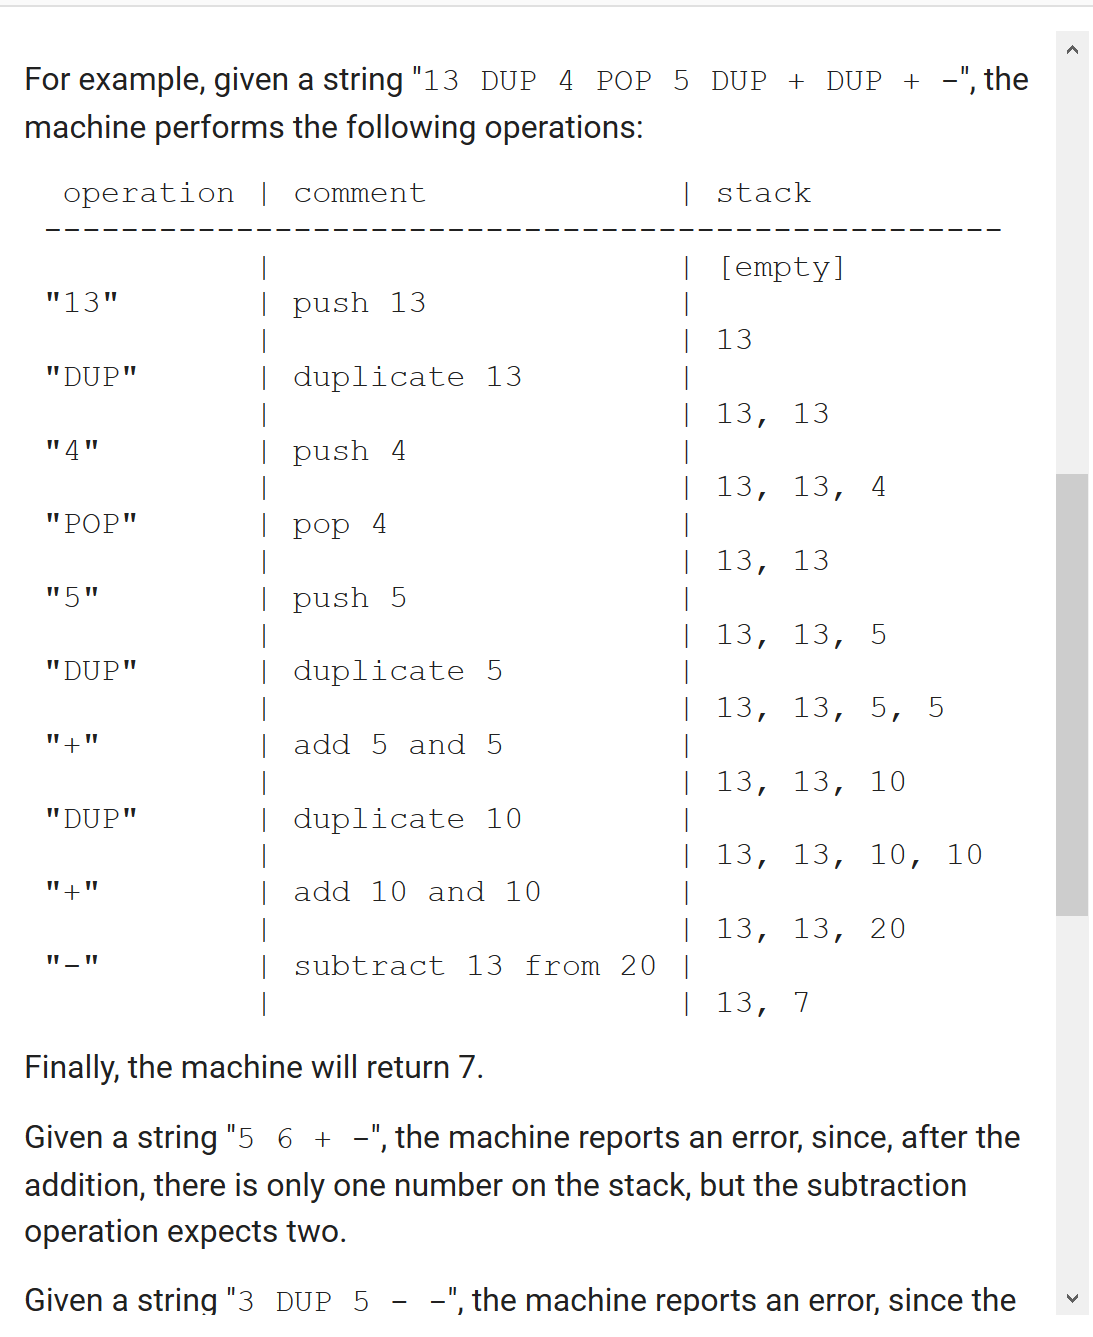 For example, given a string "13 DUP 4 POP 5 DUP + DUP + -", the
machine performs the following operations:
operation | comment | stack
--------------------------------------------------
| | [empty]
"13" | push 13 |
| | 13
"DUP" | duplicate 13 |
| | 13, 13
"4" | push 4 |
| | 13, 13, 4
"POP" | pop 4 |
| | 13, 13
"5" | push 5 |
| | 13, 13, 5
"DUP" | duplicate 5 |
| | 13, 13, 5, 5
"+" | add 5 and 5 |
| | 13, 13, 10
"DUP" | duplicate 10 |
| | 13, 13, 10, 10
"+" | add 10 and 10 |
| | 13, 13, 20
"-" | subtract 13 from 20 |
| | 13, 7
Finally, the machine will return 7.
Given a string "5 6 + -", the machine reports an error, since, after the
addition, there is only one number on the stack, but the subtraction
operation expects two.
Given a string "3 DUP 5 - -", the machine reports an error, since the